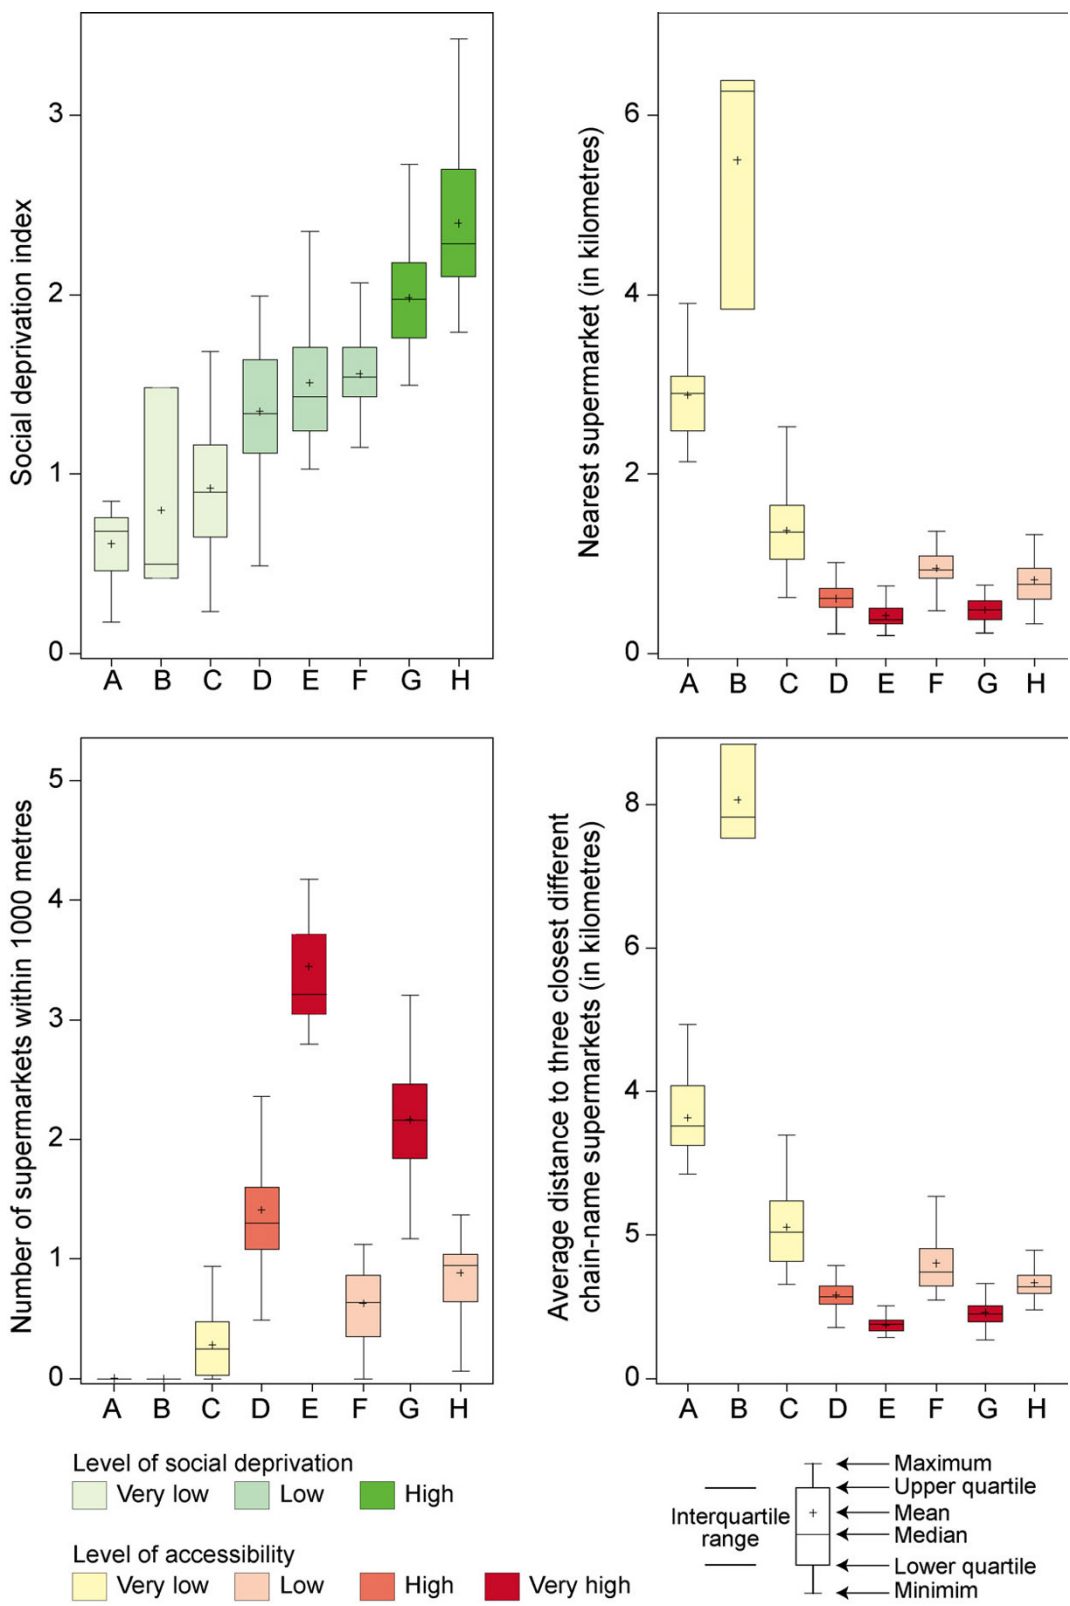 Social deprivation index
3
2
1
0
A B C D E F G H
Nearest supermarket (in kilometres)
6
4
2
0
A B C D E F G H
Number of supermarkets within 1000 metres
5
4
3
2
1
0
A B C D E F G H
Average distance to three closest different
chain-name supermarkets (in kilometres)
8
6
4
5
0
A B C D E F G H
Level of social deprivation
Very low Low High
Level of accessibility
Very low Low High Very high
Interquartile
range
Maximum
Upper quartile
Mean
Median
Lower quartile
Minimim